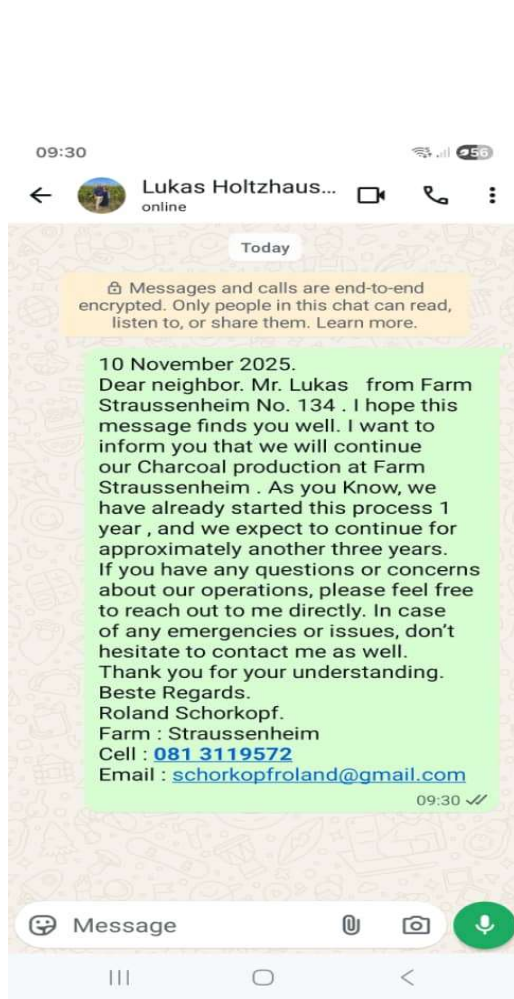 09:30
56
Lukas Holtzhaus...
online
Today
Messages and calls are end-to-end
encrypted. Only people in this chat can read,
listen to, or share them. Learn more.
10 November 2025.
Dear neighbor. Mr. Lukas from Farm
Straussenheim No. 134 . I hope this
message finds you well. I want to
inform you that we will continue
our Charcoal production at Farm
Straussenheim . As you Know, we
have already started this process 1
year , and we expect to continue for
approximately another three years.
If you have any questions or concerns
about our operations, please feel free
to reach out to me directly. In case
of any emergencies or issues, don't
hesitate to contact me as well.
Thank you for your understanding.
Beste Regards.
Roland Schorkopf.
Farm : Straussenheim
Cell : 081 3119572
Email : schorkopfroland@gmail.com
09:30
Message